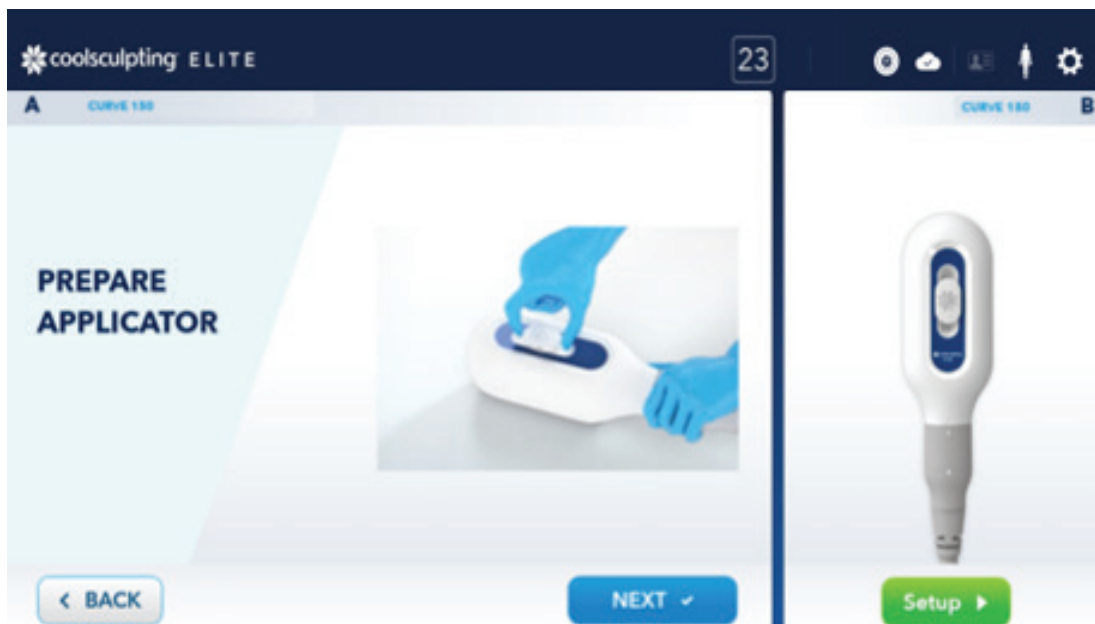 coolsculpting ELITE
23
A CURVE 150
CURVE 150 B
PREPARE
APPLICATOR
< BACK
NEXT
Setup